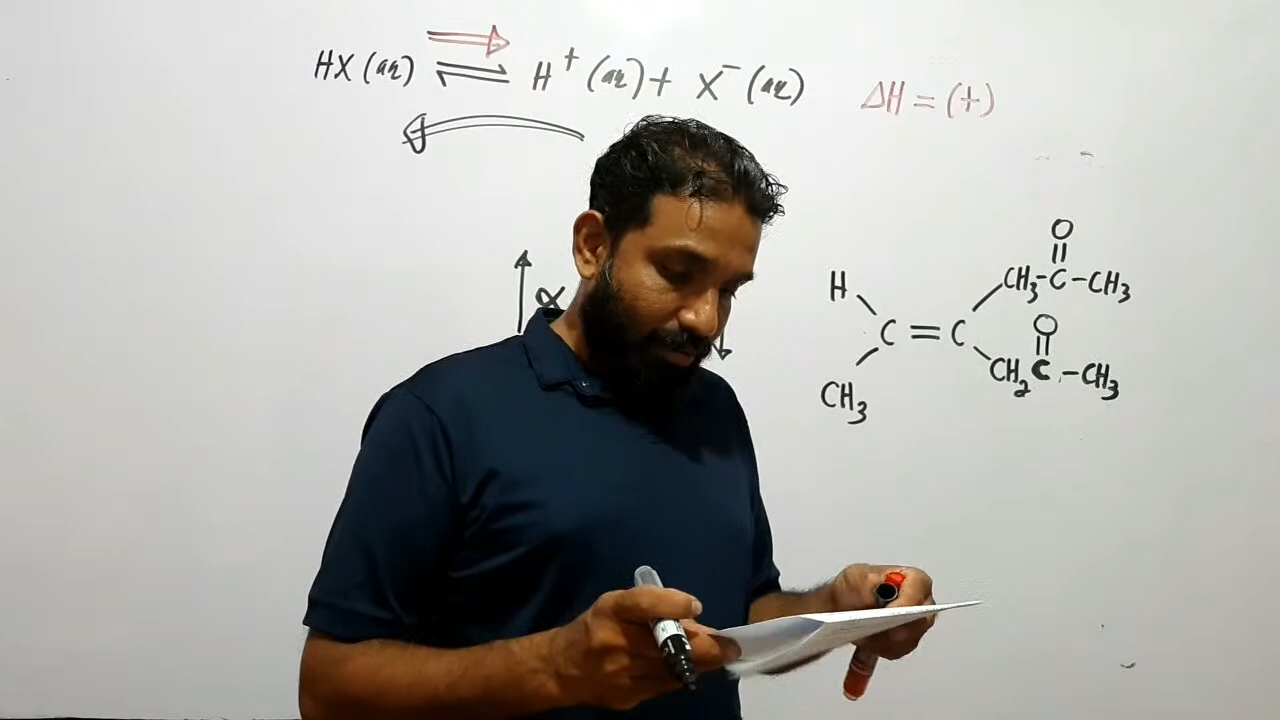 HX(aq) ⇌ H⁺(aq) + X⁻(aq) ΔH = (+)
α
O
H CH₃-C-CH₃
C=C O
CH₃ CH₂ C-CH₃